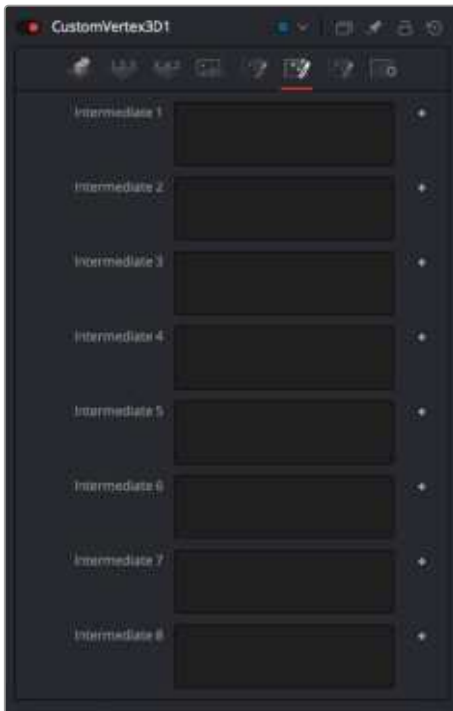 CustomVertex3D1
Intermediate 1
Intermediate 2
Intermediate 3
Intermediate 4
Intermediate 5
Intermediate 6
Intermediate 7
Intermediate 8